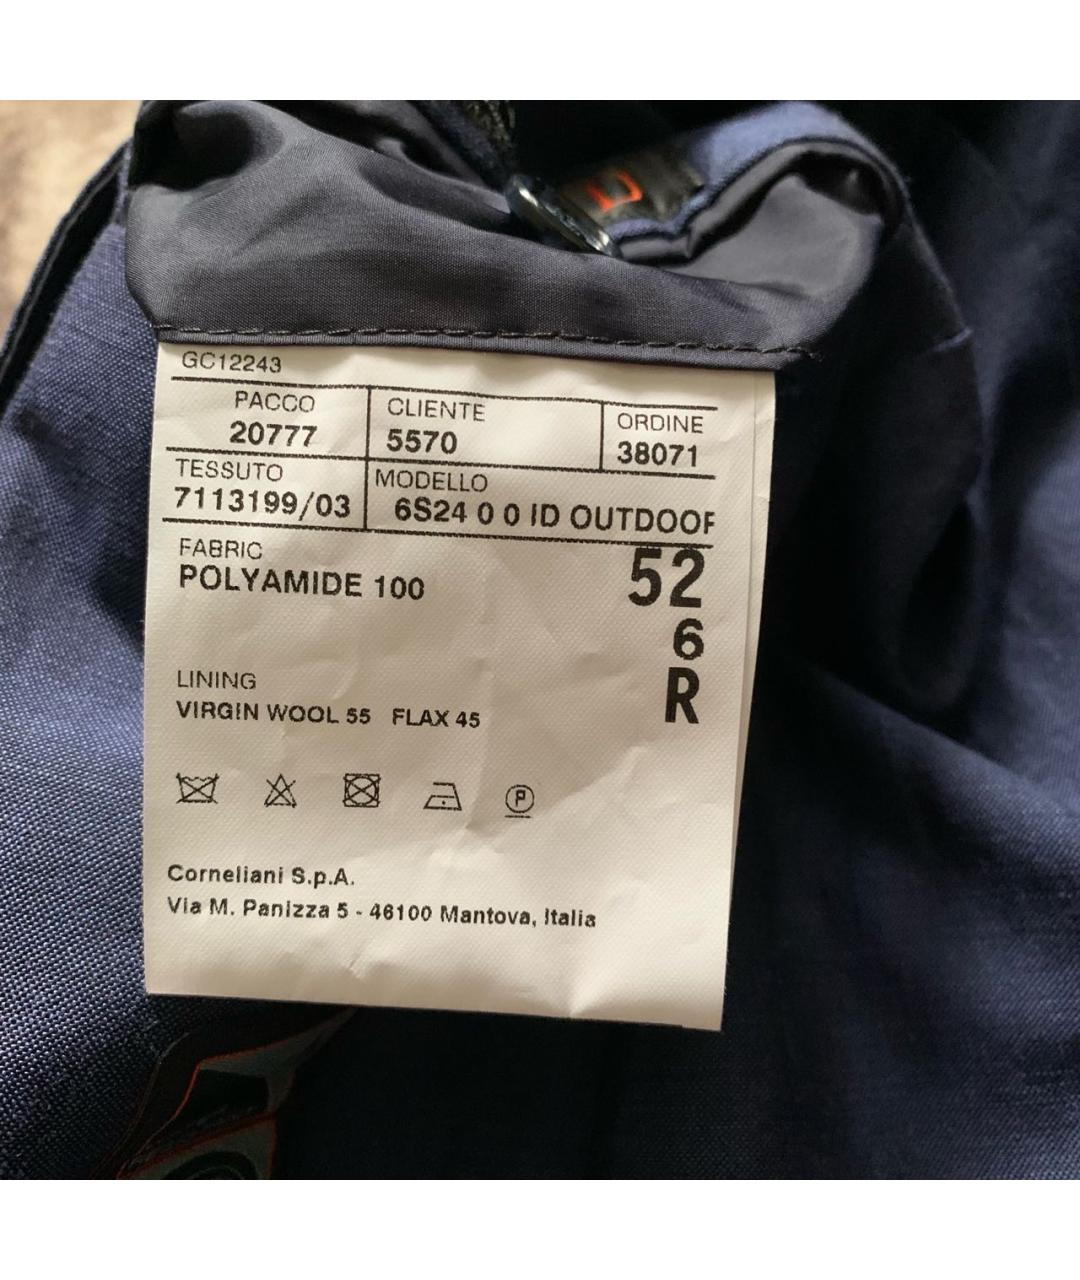 GC12243
PACCO CLIENTE ORDINE
20777 5570 38071
TESSUTO MODELLO
7113199/03 6S24 0 0 ID OUTDOOR
FABRIC
POLYAMIDE 100
52
6
R
LINING
VIRGIN WOOL 55 FLAX 45
P
Corneliani S.p.A.
Via M. Panizza 5 - 46100 Mantova, Italia